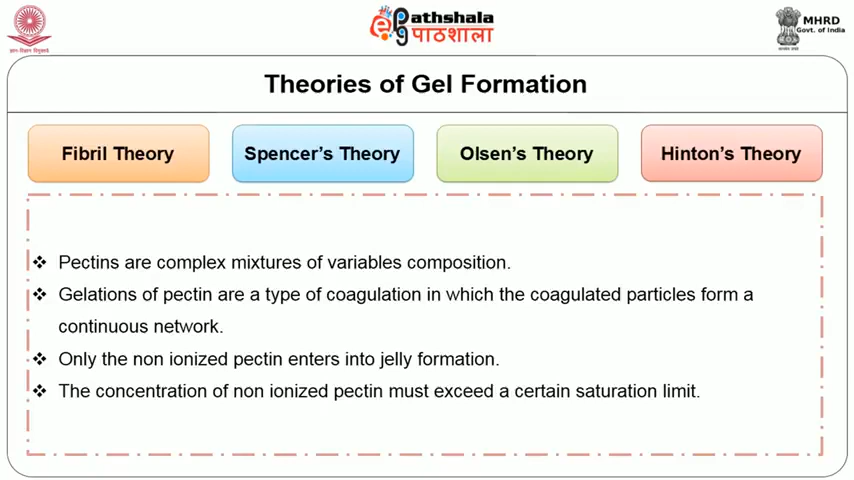 ज्ञान-विज्ञान विमुक्तये
ePG Pathshala
पाठशाला
MHRD
Govt. of India
Theories of Gel Formation
Fibril Theory
Spencer's Theory
Olsen's Theory
Hinton's Theory
❖ Pectins are complex mixtures of variables composition.
❖ Gelations of pectin are a type of coagulation in which the coagulated particles form a
continuous network.
❖ Only the non ionized pectin enters into jelly formation.
❖ The concentration of non ionized pectin must exceed a certain saturation limit.